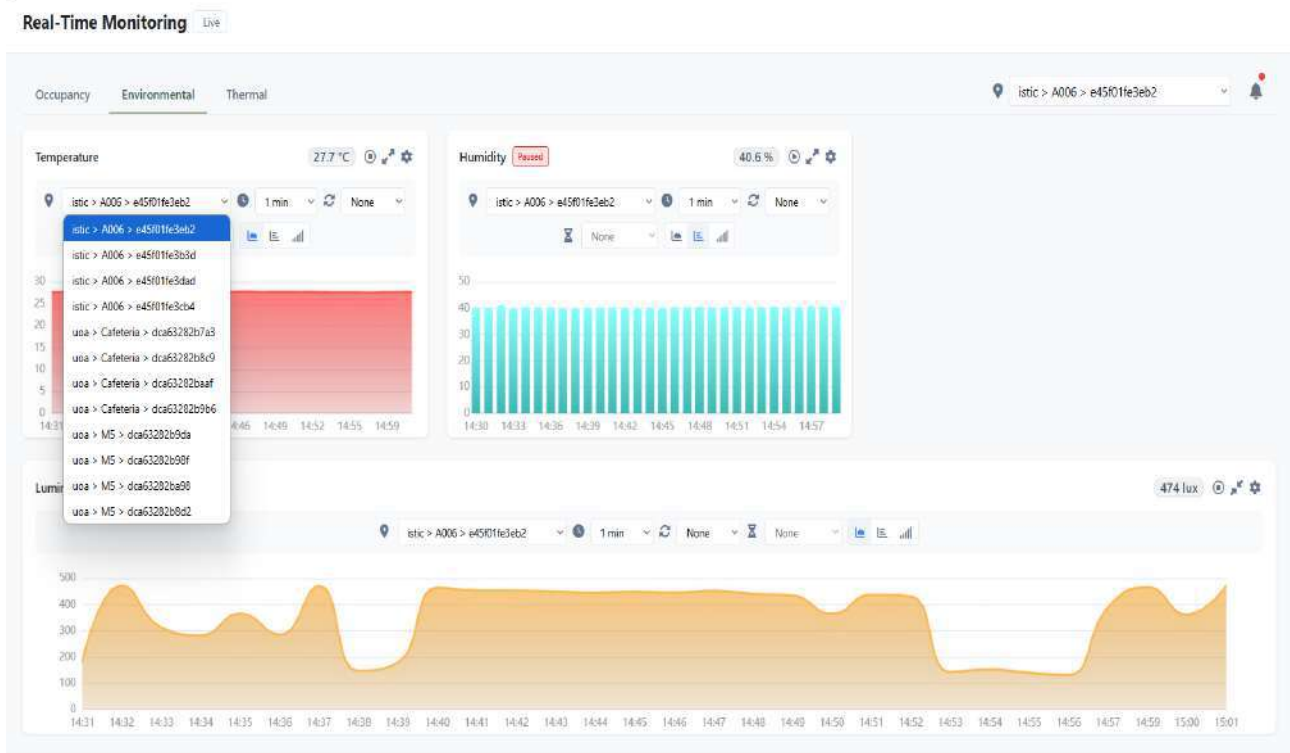 Real-Time Monitoring Live
Occupancy Environmental Thermal
istic > A006 > e45f01fe3eb2
Temperature 27.7 °C
istic > A006 > e45f01fe3eb2 1 min None
istic > A006 > e45f01fe3eb2
istic > A006 > e45f01fe3b3d
istic > A006 > e45f01fe3dad
istic > A006 > e45f01fe3cb4
uoa > Cafeteria > dca63282b7a3
uoa > Cafeteria > dca63282b8c9
uoa > Cafeteria > dca63282baaf
uoa > Cafeteria > dca63282b9b6
uoa > M5 > dca63282b9da
uoa > M5 > dca63282b98f
uoa > M5 > dca63282ba98
uoa > M5 > dca63282b8d2
30
25
20
15
10
5
0
14:31 14:46 14:49 14:52 14:55 14:59
Humidity Paused 40.6 %
istic > A006 > e45f01fe3eb2 1 min None
None
50
40
30
20
10
0
14:30 14:33 14:36 14:39 14:42 14:45 14:48 14:51 14:54 14:57
Lumin 474 lux
istic > A006 > e45f01fe3eb2 1 min None None
500
400
300
200
100
0
14:31 14:32 14:33 14:34 14:35 14:36 14:37 14:38 14:39 14:40 14:41 14:42 14:43 14:44 14:45 14:46 14:47 14:48 14:49 14:50 14:51 14:52 14:53 14:54 14:55 14:56 14:57 14:59 15:00 15:01